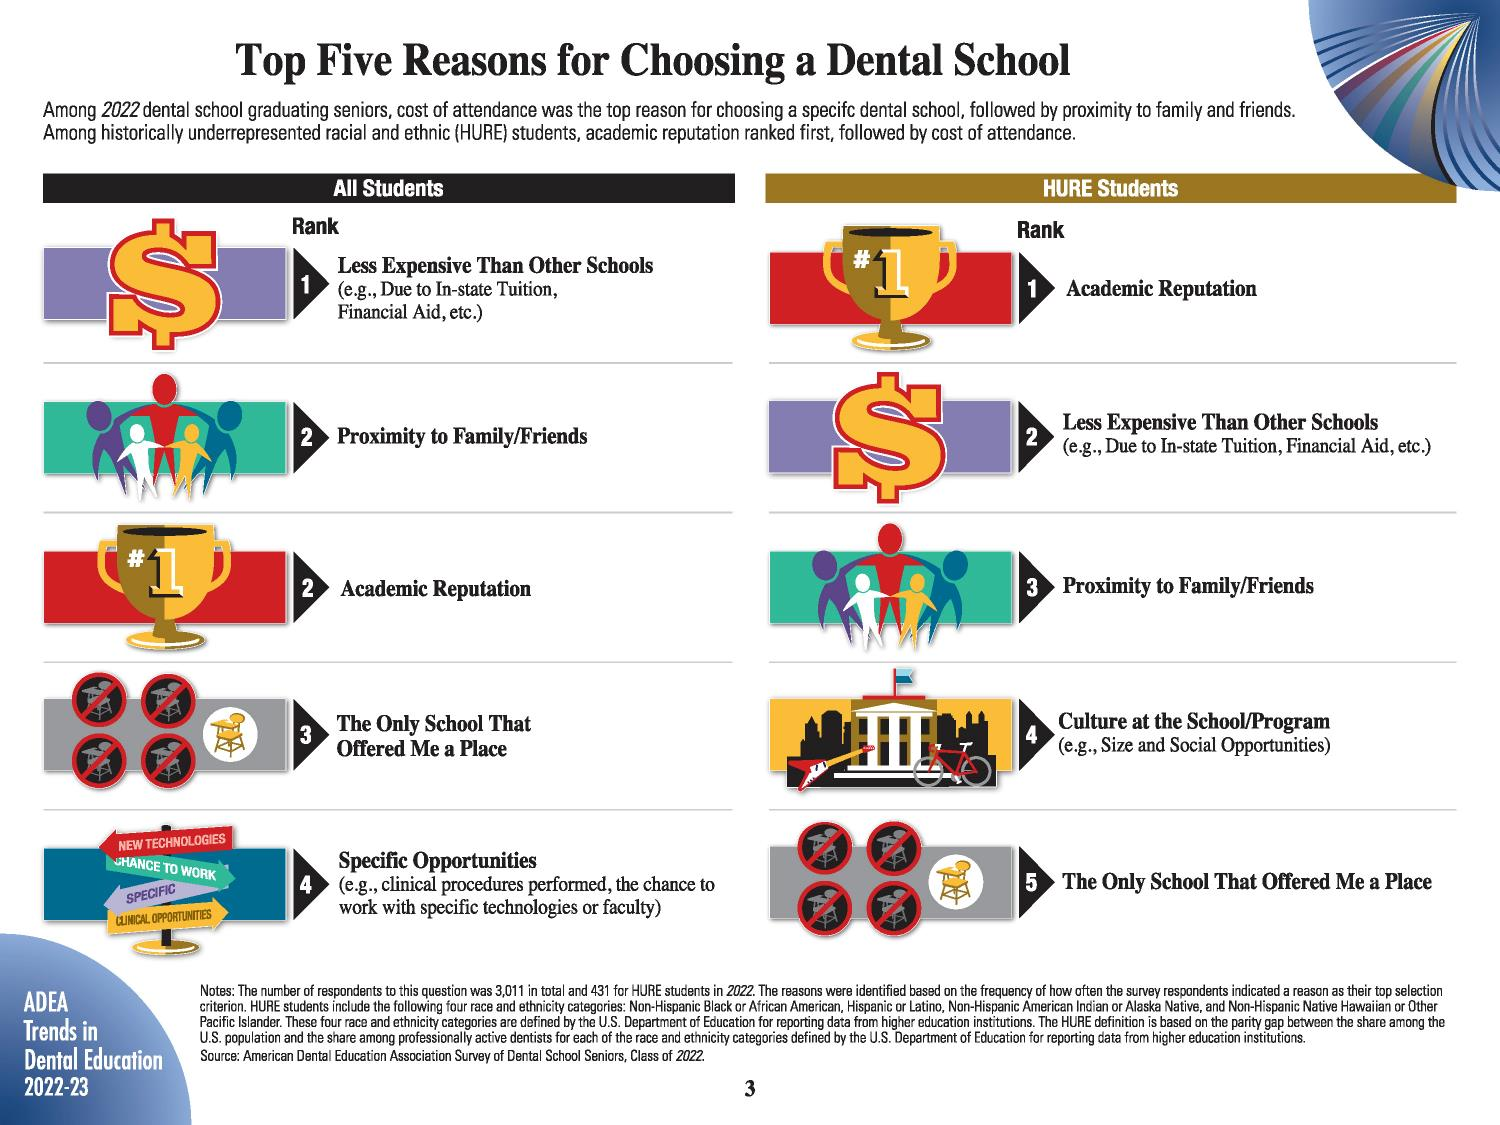 Top Five Reasons for Choosing a Dental School
Among 2022 dental school graduating seniors, cost of attendance was the top reason for choosing a specifc dental school, followed by proximity to family and friends.
Among historically underrepresented racial and ethnic (HURE) students, academic reputation ranked first, followed by cost of attendance.
All Students
Rank
1
Less Expensive Than Other Schools
(e.g., Due to In-state Tuition,
Financial Aid, etc.)
2
Proximity to Family/Friends
#1
2
Academic Reputation
3
The Only School That
Offered Me a Place
NEW TECHNOLOGIES
CHANCE TO WORK
SPECIFIC
CLINICAL OPPORTUNITIES
4
Specific Opportunities
(e.g., clinical procedures performed, the chance to
work with specific technologies or faculty)
HURE Students
Rank
#1
1
Academic Reputation
2
Less Expensive Than Other Schools
(e.g., Due to In-state Tuition, Financial Aid, etc.)
3
Proximity to Family/Friends
4
Culture at the School/Program
(e.g., Size and Social Opportunities)
5
The Only School That Offered Me a Place
ADEA
Trends in
Dental Education
2022-23
Notes: The number of respondents to this question was 3,011 in total and 431 for HURE students in 2022. The reasons were identified based on the frequency of how often the survey respondents indicated a reason as their top selection
criterion. HURE students include the following four race and ethnicity categories: Non-Hispanic Black or African American, Hispanic or Latino, Non-Hispanic American Indian or Alaska Native, and Non-Hispanic Native Hawaiian or Other
Pacific Islander. These four race and ethnicity categories are defined by the U.S. Department of Education for reporting data from higher education institutions. The HURE definition is based on the parity gap between the share among the
U.S. population and the share among professionally active dentists for each of the race and ethnicity categories defined by the U.S. Department of Education for reporting data from higher education institutions.
Source: American Dental Education Association Survey of Dental School Seniors, Class of 2022.
3